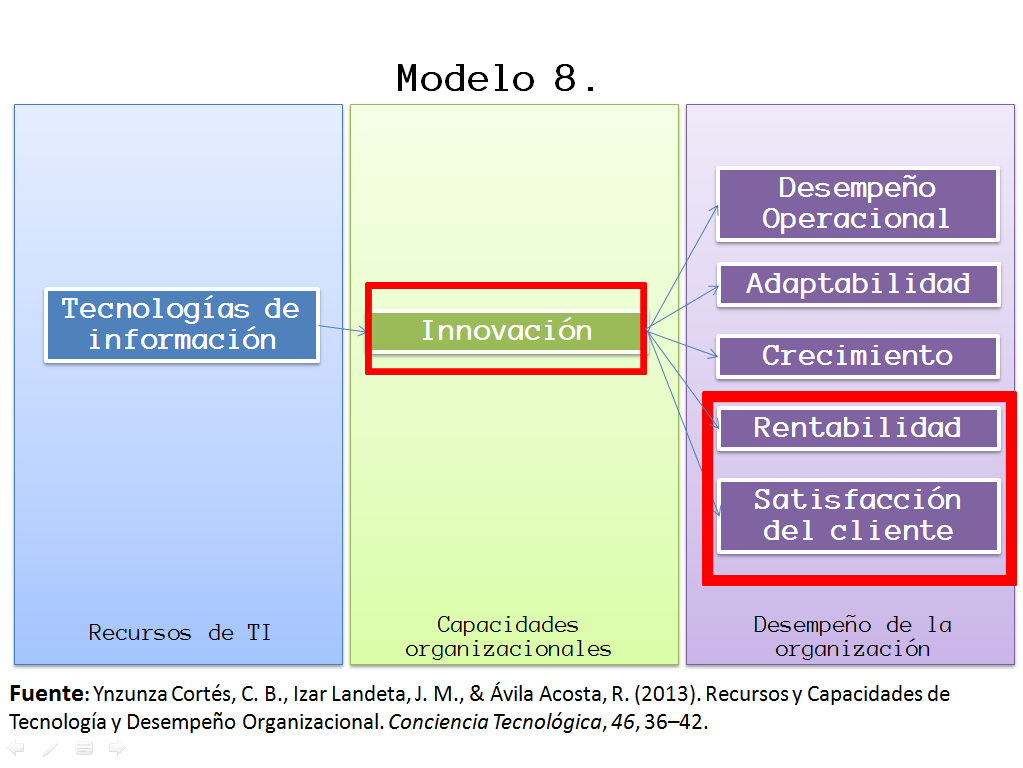 Modelo 8.
Tecnologías de
información
Recursos de TI
Innovación
Capacidades
organizacionales
Desempeño
Operacional
Adaptabilidad
Crecimiento
Rentabilidad
Satisfacción
del cliente
Desempeño de la
organización
Fuente: Ynzunza Cortés, C. B., Izar Landeta, J. M., & Ávila Acosta, R. (2013). Recursos y Capacidades de
Tecnología y Desempeño Organizacional. Conciencia Tecnológica, 46, 36–42.